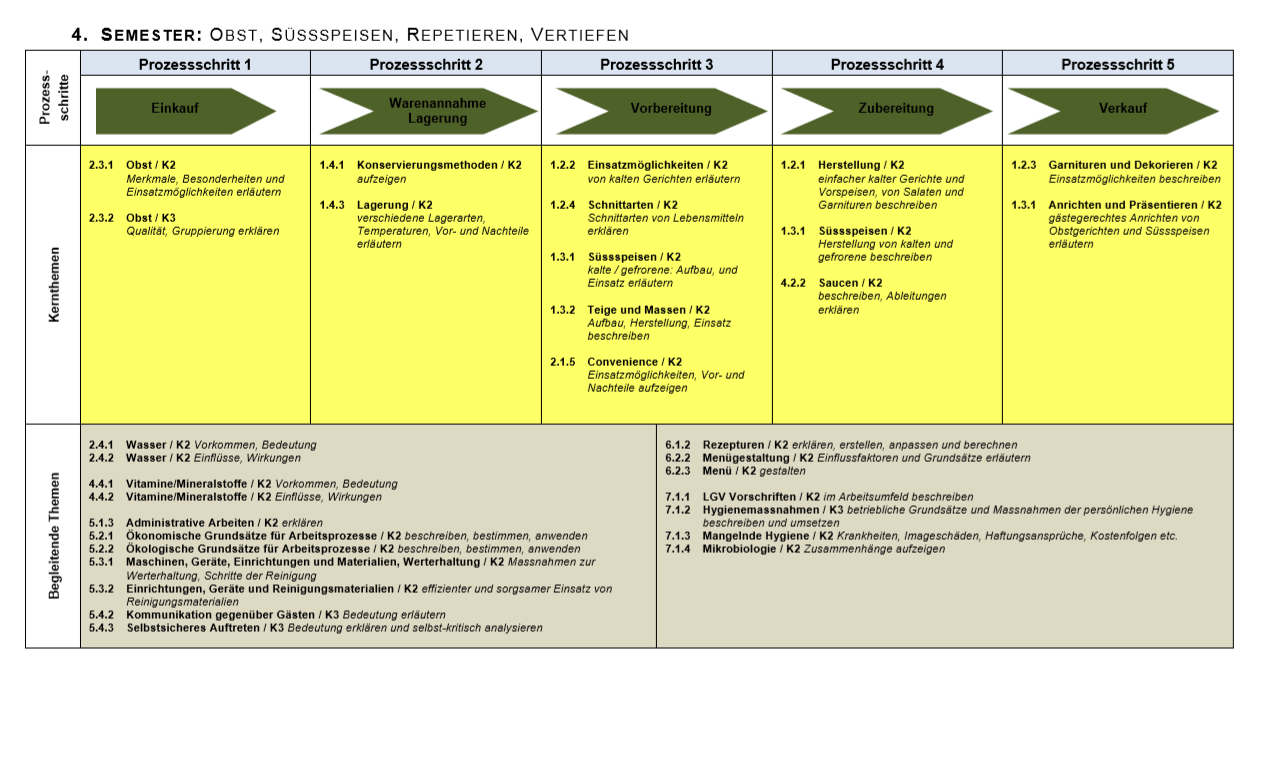 4. SEMESTER: OBST, SÜSSSPEISEN, REPETIEREN, VERTIEFEN
Prozess-
schritte
Prozessschritt 1
Prozessschritt 2
Prozessschritt 3
Prozessschritt 4
Prozessschritt 5
Einkauf
Warenannahme
Lagerung
Vorbereitung
Zubereitung
Verkauf
Kernthemen
2.3.1 Obst / K2
Merkmale, Besonderheiten und
Einsatzmöglichkeiten erläutern
2.3.2 Obst / K3
Qualität, Gruppierung erklären
1.4.1 Konservierungsmethoden / K2
aufzeigen
1.4.3 Lagerung / K2
verschiedene Lagerarten,
Temperaturen, Vor- und Nachteile
erläutern
1.2.2 Einsatzmöglichkeiten / K2
von kalten Gerichten erläutern
1.2.4 Schnittarten / K2
Schnittarten von Lebensmitteln
erklären
1.3.1 Süssspeisen / K2
kalte / gefrorene: Aufbau, und
Einsatz erläutern
1.3.2 Teige und Massen / K2
Aufbau, Herstellung, Einsatz
beschreiben
2.1.5 Convenience / K2
Einsatzmöglichkeiten, Vor- und
Nachteile aufzeigen
1.2.1 Herstellung / K2
einfacher kalter Gerichte und
Vorspeisen, von Salaten und
Garnituren beschreiben
1.3.1 Süssspeisen / K2
Herstellung von kalten und
gefrorene beschreiben
4.2.2 Saucen / K2
beschreiben, Ableitungen
erklären
1.2.3 Garnituren und Dekorieren / K2
Einsatzmöglichkeiten beschreiben
1.3.1 Anrichten und Präsentieren / K2
gästegerechtes Anrichten von
Obstgerichten und Süssspeisen
erläutern
Begleitende Themen
2.4.1 Wasser / K2 Vorkommen, Bedeutung
2.4.2 Wasser / K2 Einflüsse, Wirkungen
4.4.1 Vitamine/Mineralstoffe / K2 Vorkommen, Bedeutung
4.4.2 Vitamine/Mineralstoffe / K2 Einflüsse, Wirkungen
5.1.3 Administrative Arbeiten / K2 erklären
5.2.1 Ökonomische Grundsätze für Arbeitsprozesse / K2 beschreiben, bestimmen, anwenden
5.2.2 Ökologische Grundsätze für Arbeitsprozesse / K2 beschreiben, bestimmen, anwenden
5.3.1 Maschinen, Geräte, Einrichtungen und Materialien, Werterhaltung / K2 Massnahmen zur
Werterhaltung, Schritte der Reinigung
5.3.2 Einrichtungen, Geräte und Reinigungsmaterialien / K2 effizienter und sorgsamer Einsatz von
Reinigungsmaterialien
5.4.2 Kommunikation gegenüber Gästen / K3 Bedeutung erläutern
5.4.3 Selbstsicheres Auftreten / K3 Bedeutung erklären und selbst-kritisch analysieren
6.1.2 Rezepturen / K2 erklären, erstellen, anpassen und berechnen
6.2.2 Menügestaltung / K2 Einflussfaktoren und Grundsätze erläutern
6.2.3 Menü / K2 gestalten
7.1.1 LGV Vorschriften / K2 im Arbeitsumfeld beschreiben
7.1.2 Hygienemassnahmen / K3 betriebliche Grundsätze und Massnahmen der persönlichen Hygiene
beschreiben und umsetzen
7.1.3 Mangelnde Hygiene / K2 Krankheiten, Imageschäden, Haftungsansprüche, Kostenfolgen etc.
7.1.4 Mikrobiologie / K2 Zusammenhänge aufzeigen